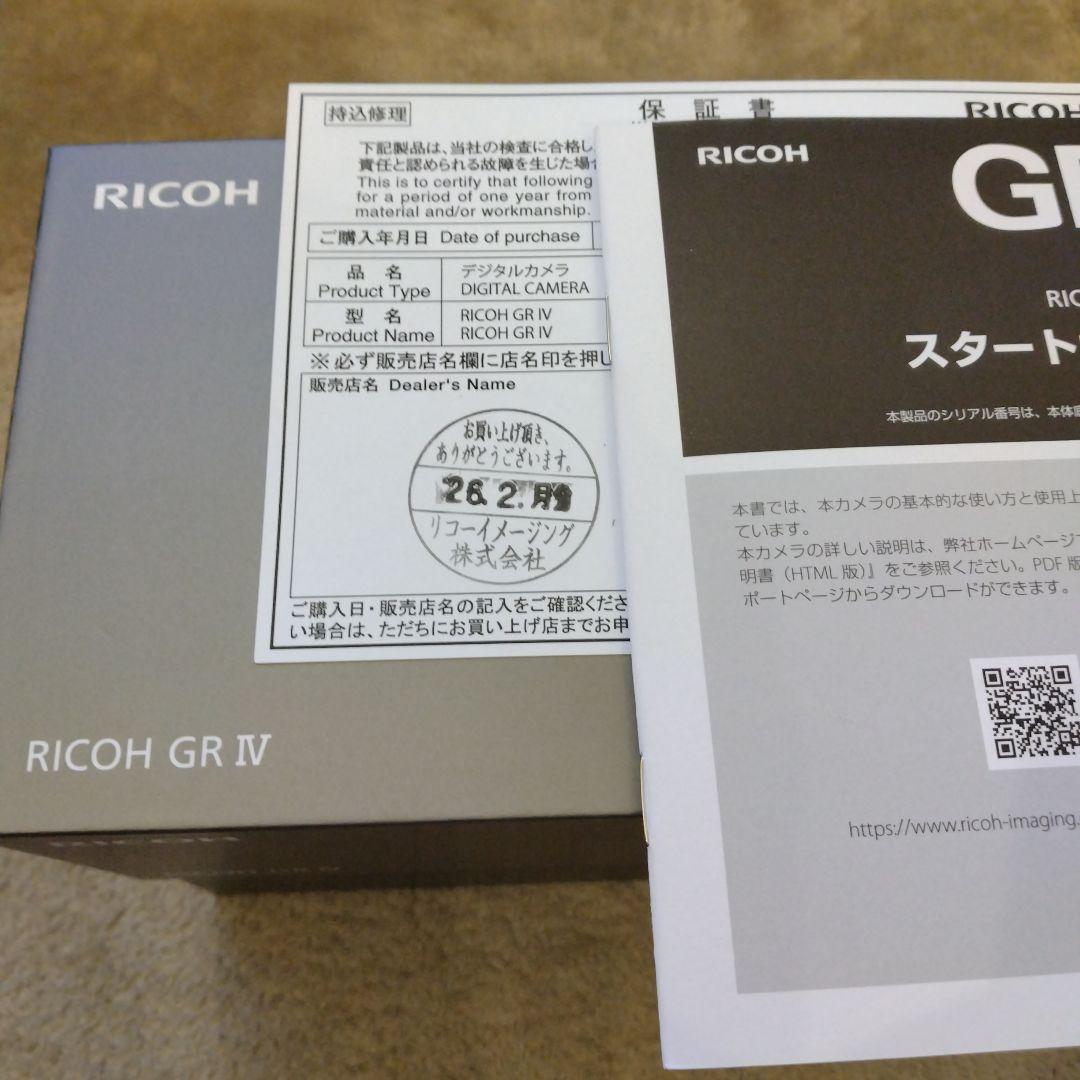 RICOH
RICOH GR IV
持込修理
保証書
RICOH
下記製品は、当社の検査に合格し
責任と認められる故障を生じた場合
This is to certify that following
for a period of one year from
material and/or workmanship.
ご購入年月日 Date of purchase
品名 デジタルカメラ
Product Type DIGITAL CAMERA
型名 RICOH GR IV
Product Name RICOH GR IV
※必ず販売店名欄に店名印を押し
販売店名 Dealer's Name
お買い上げ頂き、
ありがとうございます。
26.2.月
リコーイメージング
株式会社
ご購入日・販売店名の記入をご確認くださ
い場合は、ただちにお買い上げ店までお申
RICOH
G
RIC
スタート
本製品のシリアル番号は、本体底
本書では、本カメラの基本的な使い方と使用上
ています。
本カメラの詳しい説明は、弊社ホームページ
明書（HTML版）』をご参照ください。PDF版
ポートページからダウンロードができます。
https://www.ricoh-imaging.